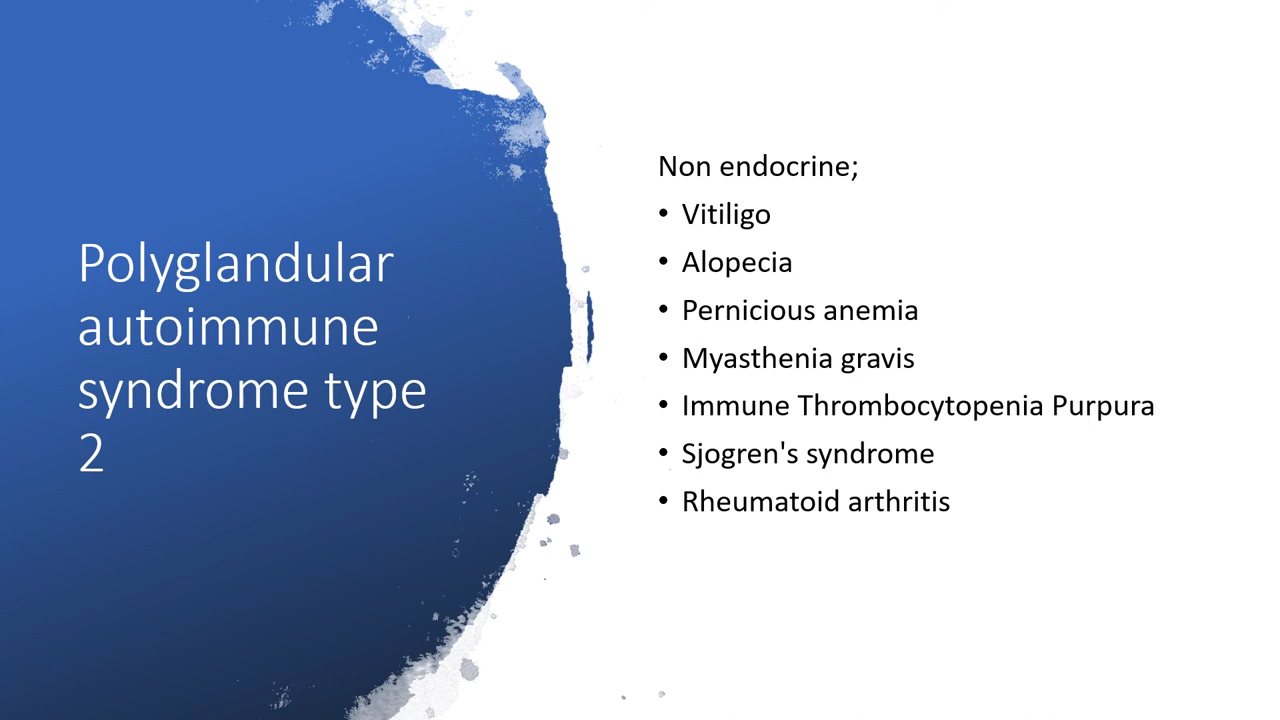 Polyglandular
autoimmune
syndrome type
2
Non endocrine;
• Vitiligo
• Alopecia
• Pernicious anemia
• Myasthenia gravis
• Immune Thrombocytopenia Purpura
• Sjogren's syndrome
• Rheumatoid arthritis